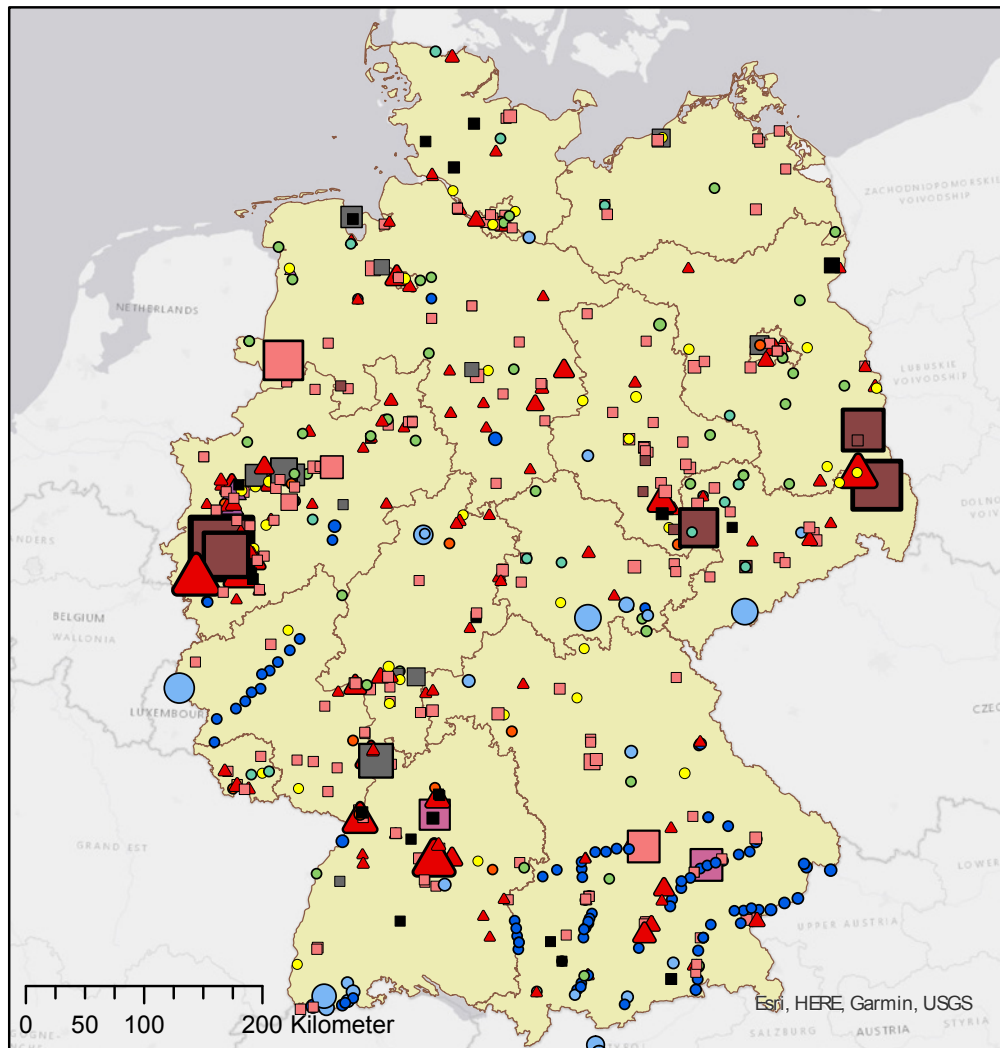 ZACHODNIOPOMORSKIE
VOIVODSHIP
NETHERLANDS
LUBUSKIE
VOIVODSHIP
BELGIUM
WALLONIA
LUXEMBOURG
GRAND EST
UPPER AUSTRIA
Esri, HERE, Garmin, USGS
SALZBURG
AUSTRIA
STYRIA
0 50 100 200 Kilometer